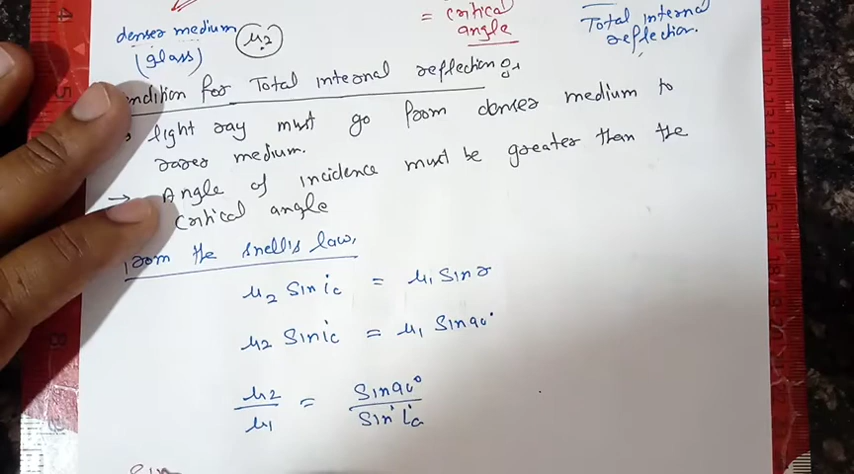 denser medium
(glass)
μ2
= critical
angle
Total internal
reflection.
ndition for Total internal reflection:
light ray must go from denser medium to
rarer medium.
→ Angle of incidence must be greater than the
critical angle
From the snell's law,
μ2 Sin ic = μ1 Sin r
μ2 Sin ic = μ1 Sin 90°
μ2/μ1 = Sin 90°/Sin ic
Sin